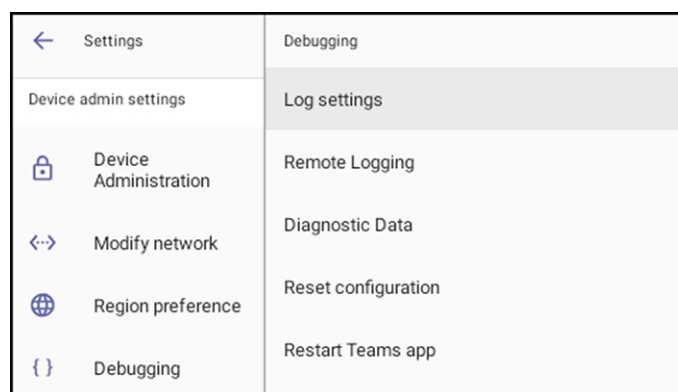 Settings
Device admin settings
Device
Administration
Modify network
Region preference
Debugging
Debugging
Log settings
Remote Logging
Diagnostic Data
Reset configuration
Restart Teams app